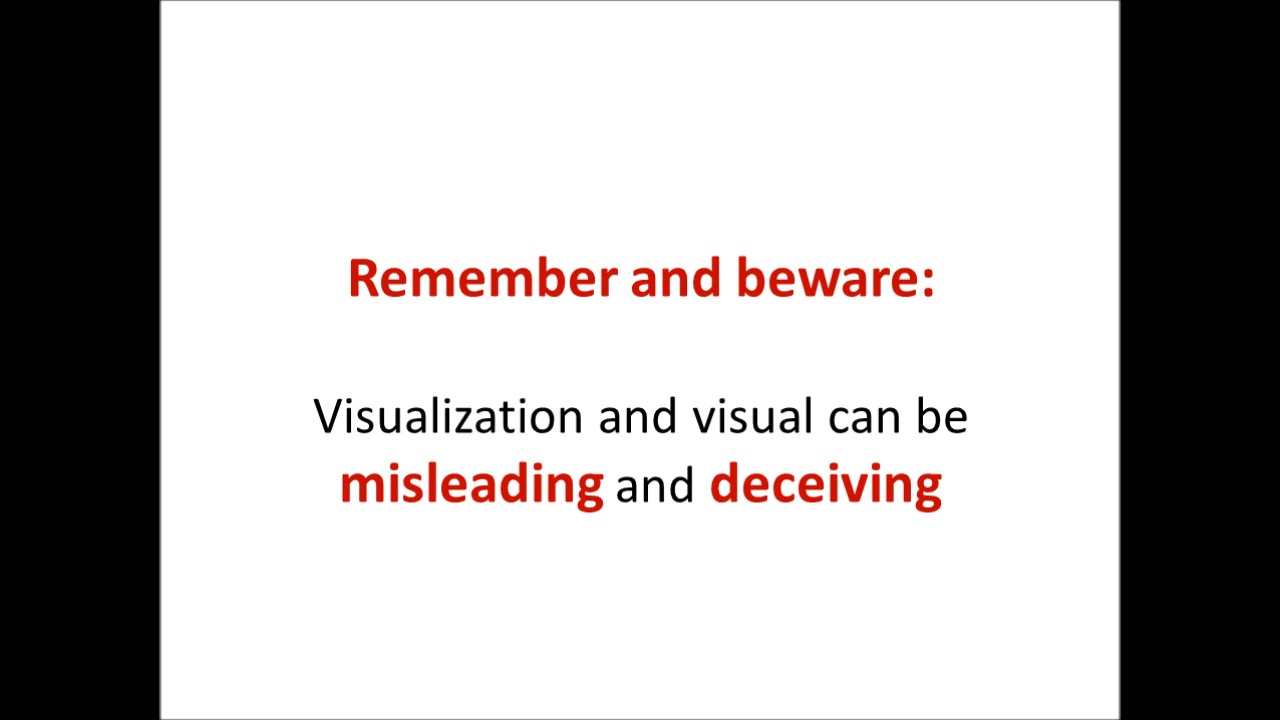 Remember and beware:
Visualization and visual can be
misleading and deceiving